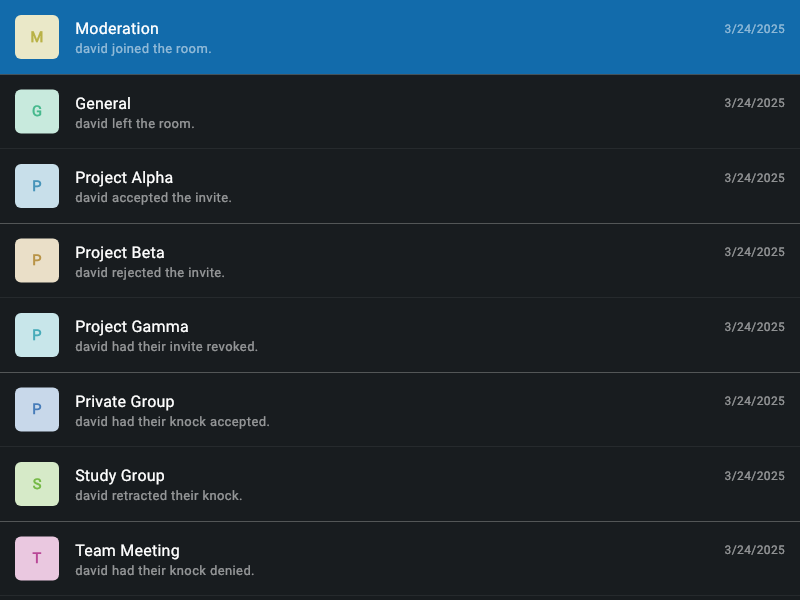 M
Moderation
3/24/2025
david joined the room.
G
General
3/24/2025
david left the room.
P
Project Alpha
3/24/2025
david accepted the invite.
P
Project Beta
3/24/2025
david rejected the invite.
P
Project Gamma
3/24/2025
david had their invite revoked.
P
Private Group
3/24/2025
david had their knock accepted.
S
Study Group
3/24/2025
david retracted their knock.
T
Team Meeting
3/24/2025
david had their knock denied.